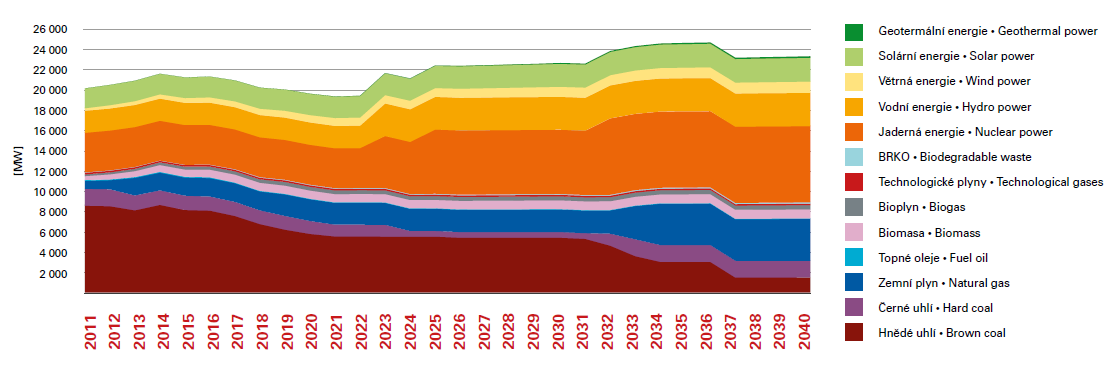 26 000
24 000
22 000
20 000
18 000
16 000
14 000
12 000
10 000
8 000
6 000
4 000
2 000
[MW]
2011 2012 2013 2014 2015 2016 2017 2018 2019 2020 2021 2022 2023 2024 2025 2026 2027 2028 2029 2030 2031 2032 2033 2034 2035 2036 2037 2038 2039 2040
Geotermální energie • Geothermal power
Solární energie • Solar power
Větrná energie • Wind power
Vodní energie • Hydro power
Jaderná energie • Nuclear power
BRKO • Biodegradable waste
Technologické plyny • Technological gases
Bioplyn • Biogas
Biomasa • Biomass
Topné oleje • Fuel oil
Zemní plyn • Natural gas
Černé uhlí • Hard coal
Hnědé uhlí • Brown coal